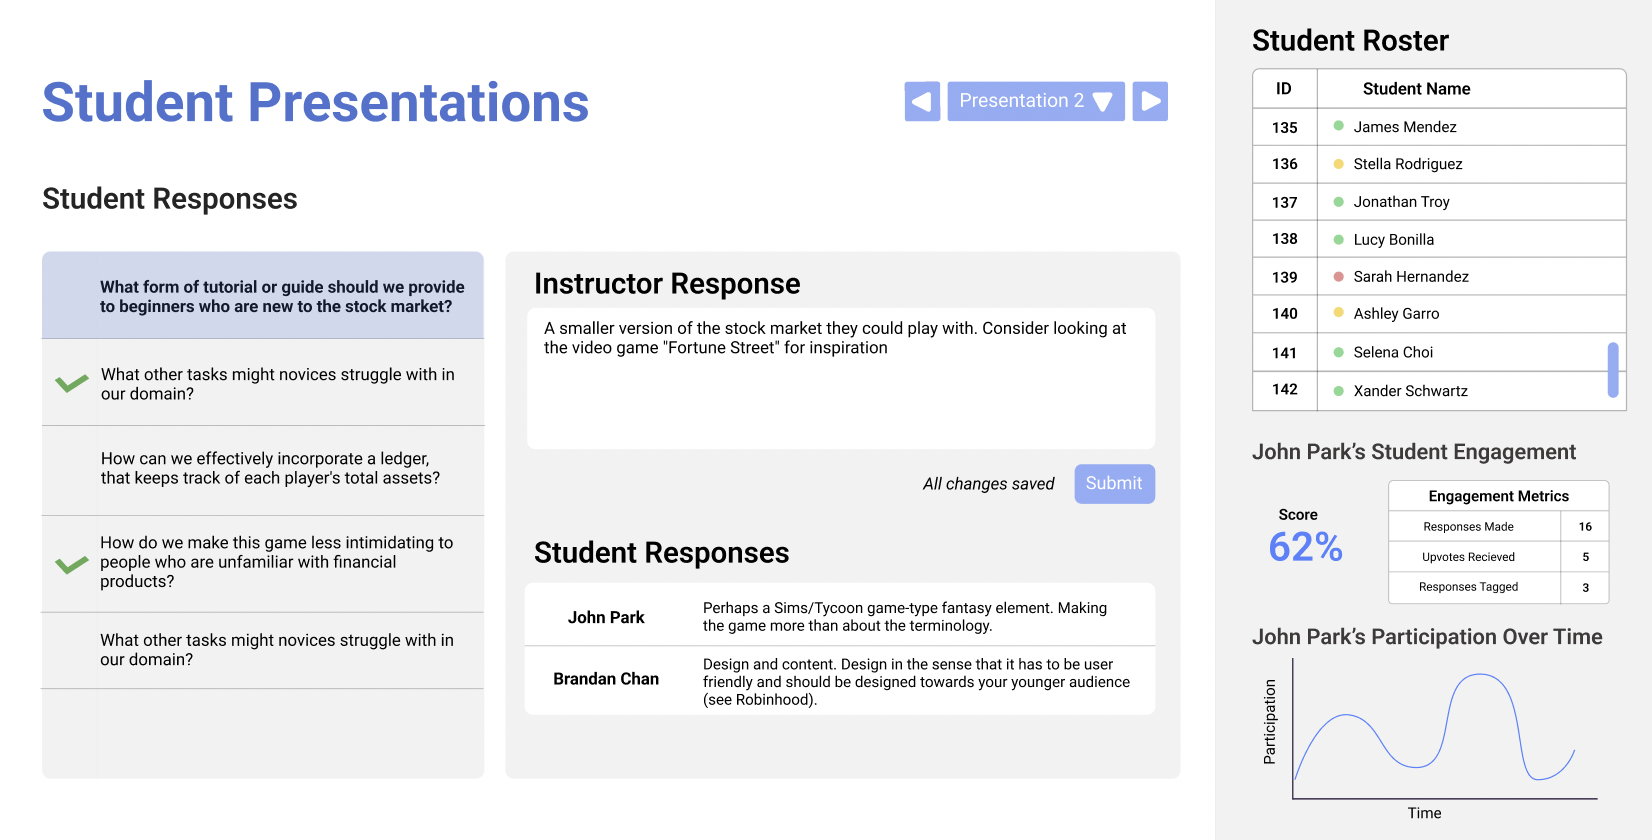 Student Presentations
Presentation 2
Student Responses
What form of tutorial or guide should we provide
to beginners who are new to the stock market?
What other tasks might novices struggle with in
our domain?
How can we effectively incorporate a ledger,
that keeps track of each player's total assets?
How do we make this game less intimidating to
people who are unfamiliar with financial
products?
What other tasks might novices struggle with in
our domain?
Instructor Response
A smaller version of the stock market they could play with. Consider looking at
the video game "Fortune Street" for inspiration
All changes saved
Submit
Student Responses
John Park
Perhaps a Sims/Tycoon game-type fantasy element. Making
the game more than about the terminology.
Brandan Chan
Design and content. Design in the sense that it has to be user
friendly and should be designed towards your younger audience
(see Robinhood).
Student Roster
ID Student Name
135 James Mendez
136 Stella Rodriguez
137 Jonathan Troy
138 Lucy Bonilla
139 Sarah Hernandez
140 Ashley Garro
141 Selena Choi
142 Xander Schwartz
John Park’s Student Engagement
Score
62%
Engagement Metrics
Responses Made 16
Upvotes Recieved 5
Responses Tagged 3
John Park’s Participation Over Time
Participation
Time